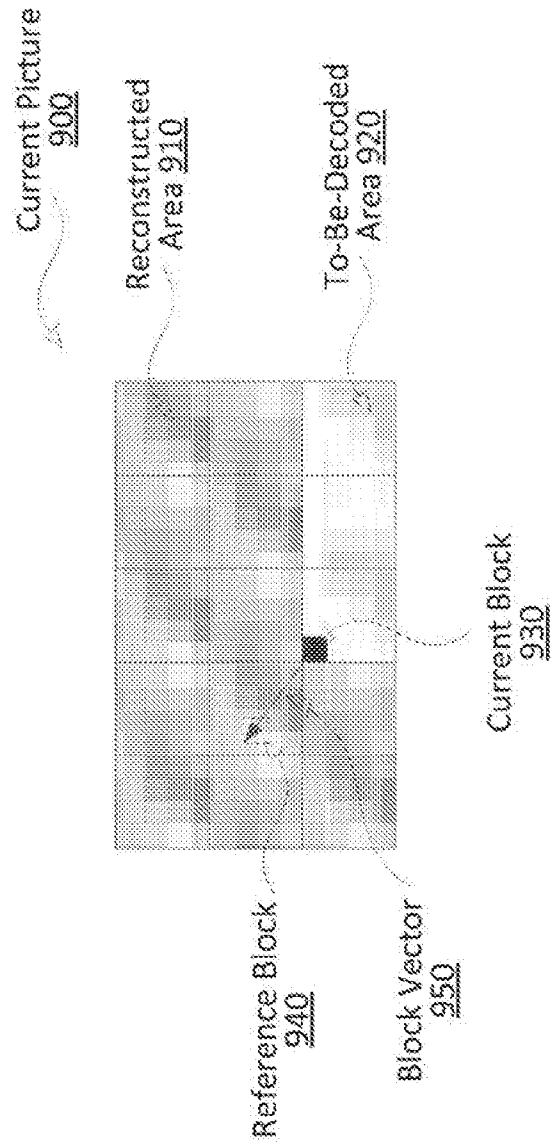 Current Picture
900
Reconstructed
Area 910
To-Be-Decoded
Area 920
Current Block
930
Reference Block
940
Block Vector
950